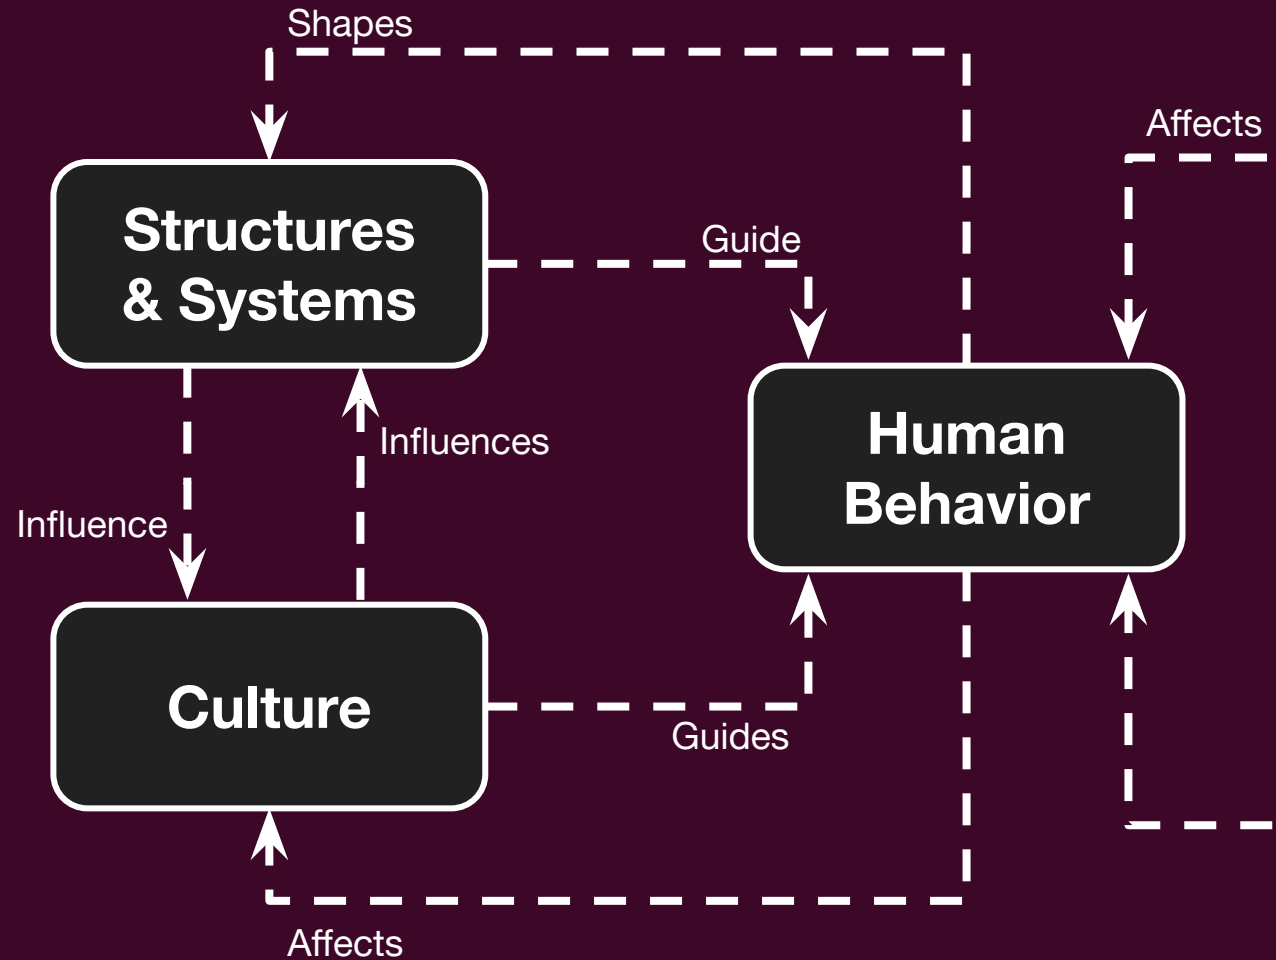 Shapes
Affects
Structures
& Systems
Guide
Human
Behavior
Influences
Influence
Culture
Guides
Affects